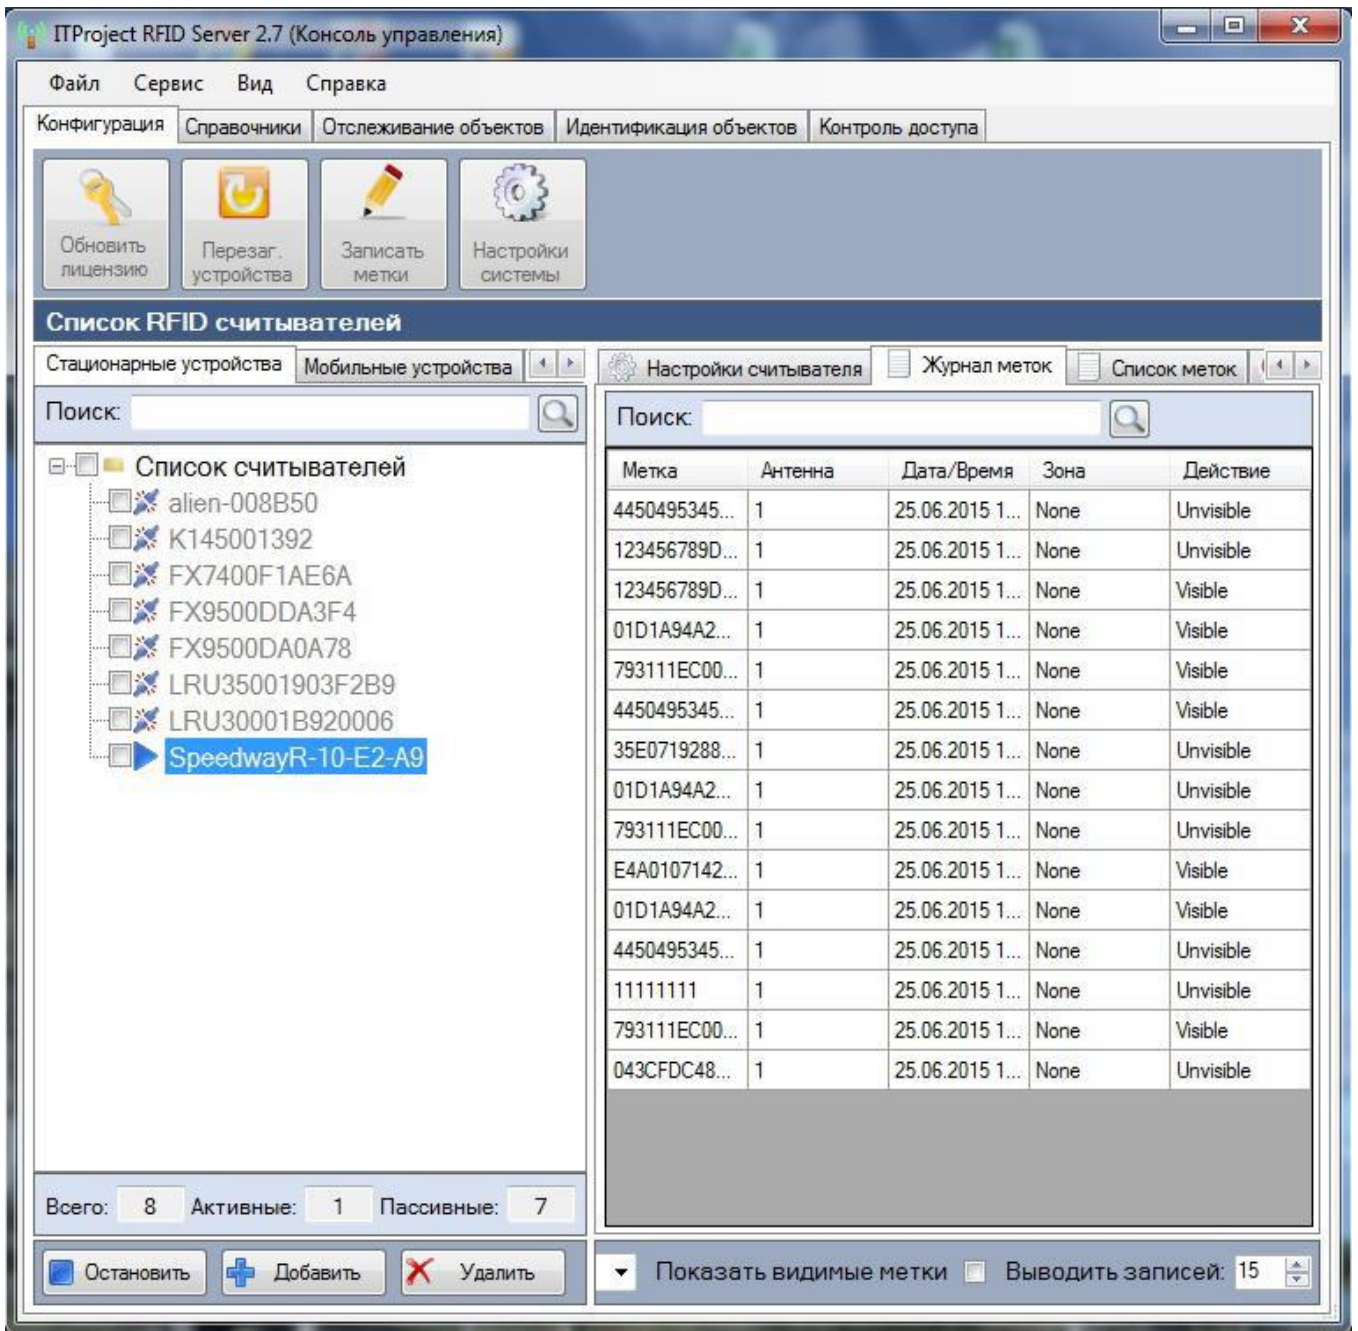 ITProject RFID Server 2.7 (Консоль управления)
Файл Сервис Вид Справка
Конфигурация Справочники Отслеживание объектов Идентификация объектов Контроль доступа
Обновить лицензию
Перезаг. устройства
Записать метки
Настройки системы
Список RFID считывателей
Стационарные устройства Мобильные устройства
Поиск:
Список считывателей
alien-008B50
K145001392
FX7400F1AE6A
FX9500DDA3F4
FX9500DA0A78
LRU35001903F2B9
LRU30001B920006
SpeedwayR-10-E2-A9
Всего: 8 Активные: 1 Пассивные: 7
Остановить Добавить Удалить
Настройки считывателя Журнал меток Список меток
Поиск:
Метка Антенна Дата/Время Зона Действие
4450495345... 1 25.06.2015 1... None Unvisible
123456789D... 1 25.06.2015 1... None Unvisible
123456789D... 1 25.06.2015 1... None Visible
01D1A94A2... 1 25.06.2015 1... None Visible
793111EC00... 1 25.06.2015 1... None Visible
4450495345... 1 25.06.2015 1... None Visible
35E0719288... 1 25.06.2015 1... None Unvisible
01D1A94A2... 1 25.06.2015 1... None Unvisible
793111EC00... 1 25.06.2015 1... None Unvisible
E4A0107142... 1 25.06.2015 1... None Visible
01D1A94A2... 1 25.06.2015 1... None Visible
4450495345... 1 25.06.2015 1... None Unvisible
11111111 1 25.06.2015 1... None Unvisible
793111EC00... 1 25.06.2015 1... None Visible
043CFDC48... 1 25.06.2015 1... None Unvisible
Показать видимые метки Выводить записей: 15